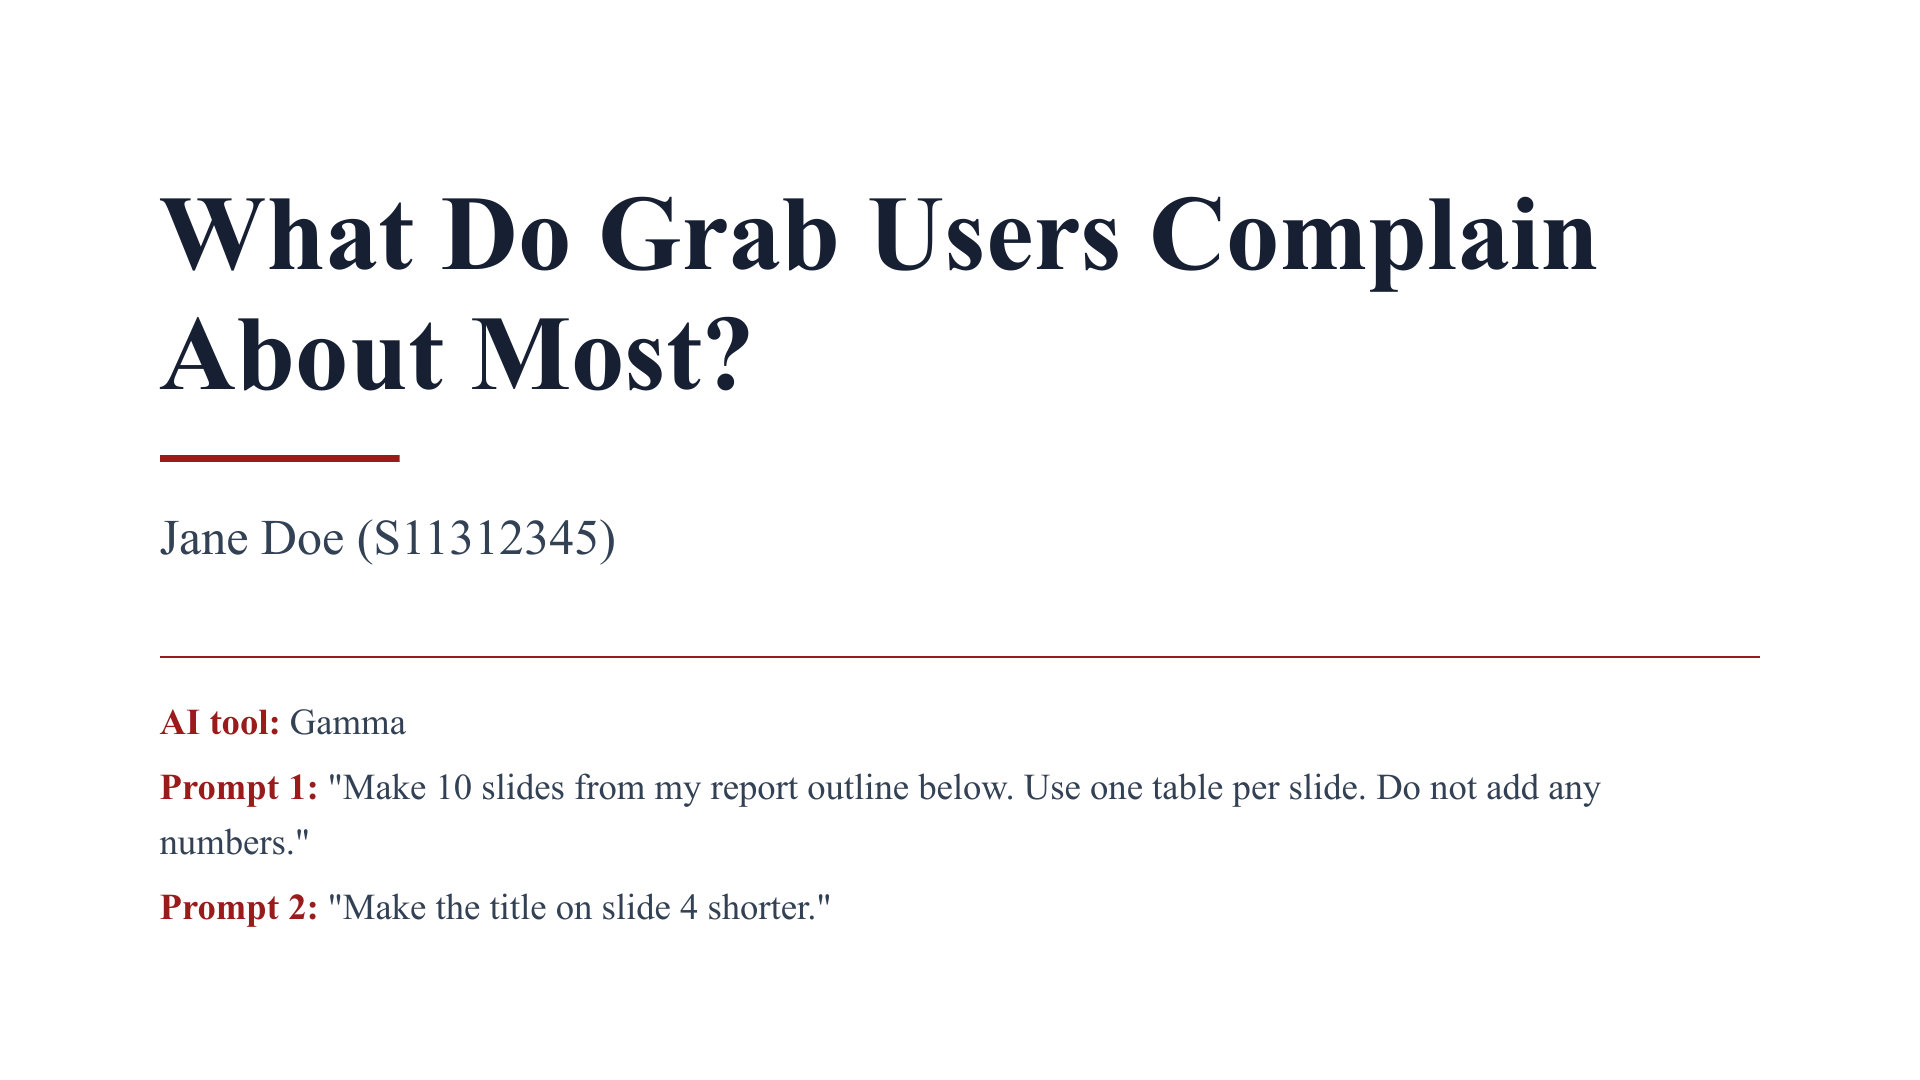 What Do Grab Users Complain
About Most?
Jane Doe (S11312345)
AI tool: Gamma
Prompt 1: "Make 10 slides from my report outline below. Use one table per slide. Do not add any
numbers."
Prompt 2: "Make the title on slide 4 shorter."